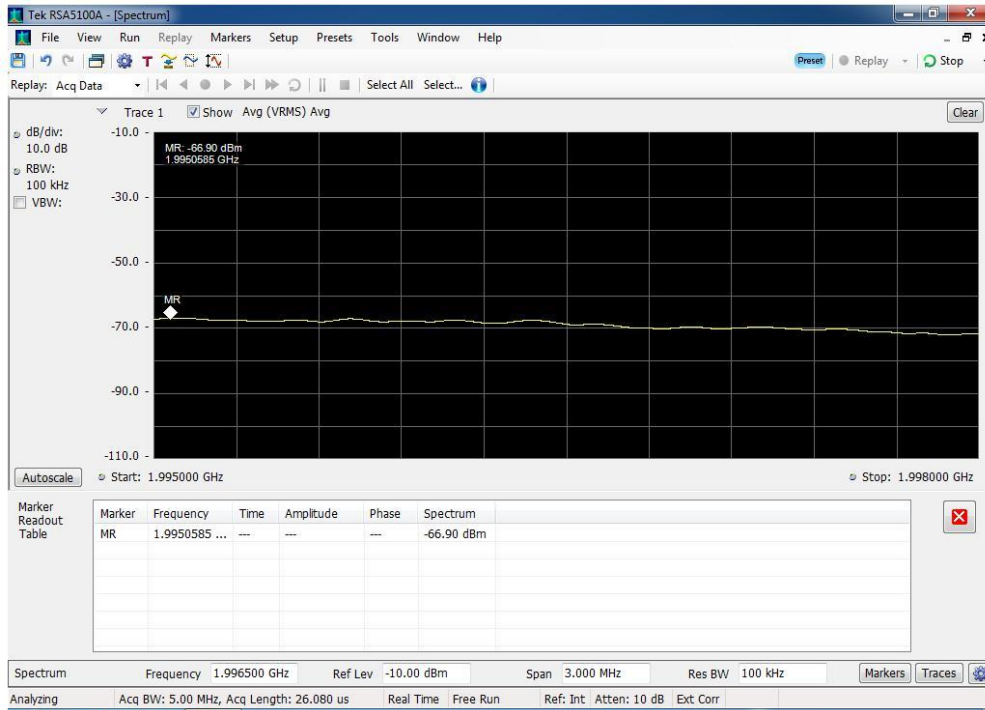 Tek RSA5100A - [Spectrum]
File View Run Replay Markers Setup Presets Tools Window Help
T
Preset Replay Stop
Replay: Acq Data Select All Select...
Trace 1 Show Avg (VRMS) Avg Clear
dB/div:
10.0 dB
RBW:
100 kHz
VBW:
-10.0
-30.0
-50.0
-70.0
-90.0
-110.0
MR: -66.90 dBm
1.9950585 GHz
MR
Autoscale Start: 1.995000 GHz Stop: 1.998000 GHz
Marker
Readout
Table
Marker Frequency Time Amplitude Phase Spectrum
MR 1.9950585 ... --- --- --- -66.90 dBm
Spectrum Frequency 1.996500 GHz Ref Lev -10.00 dBm Span 3.000 MHz Res BW 100 kHz Markers Traces
Analyzing Acq BW: 5.00 MHz, Acq Length: 26.080 us Real Time Free Run Ref: Int Atten: 10 dB Ext Corr